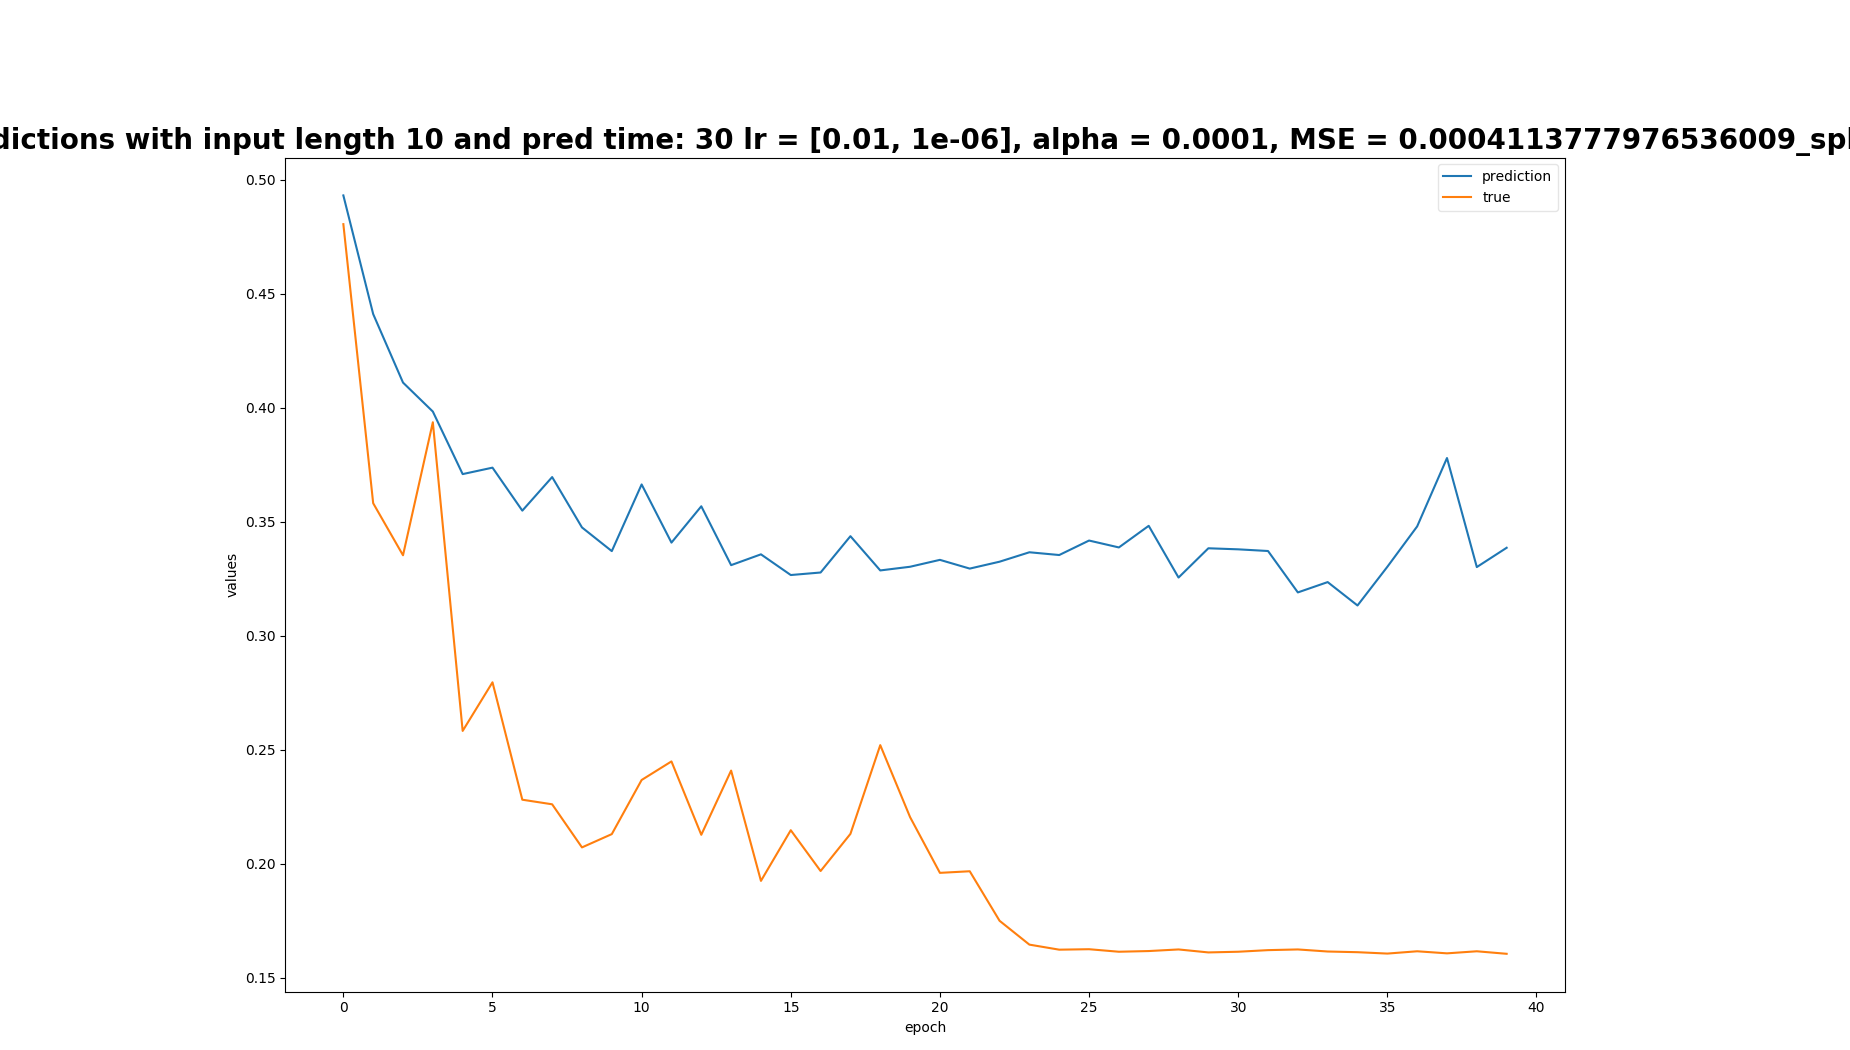 dictions with input length 10 and pred time: 30 lr = [0.01, 1e-06], alpha = 0.0001, MSE = 0.0004113777976536009_spl
prediction
true
0.50
0.45
0.40
0.35
0.30
0.25
0.20
0.15
values
0 5 10 15 20 25 30 35 40
epoch